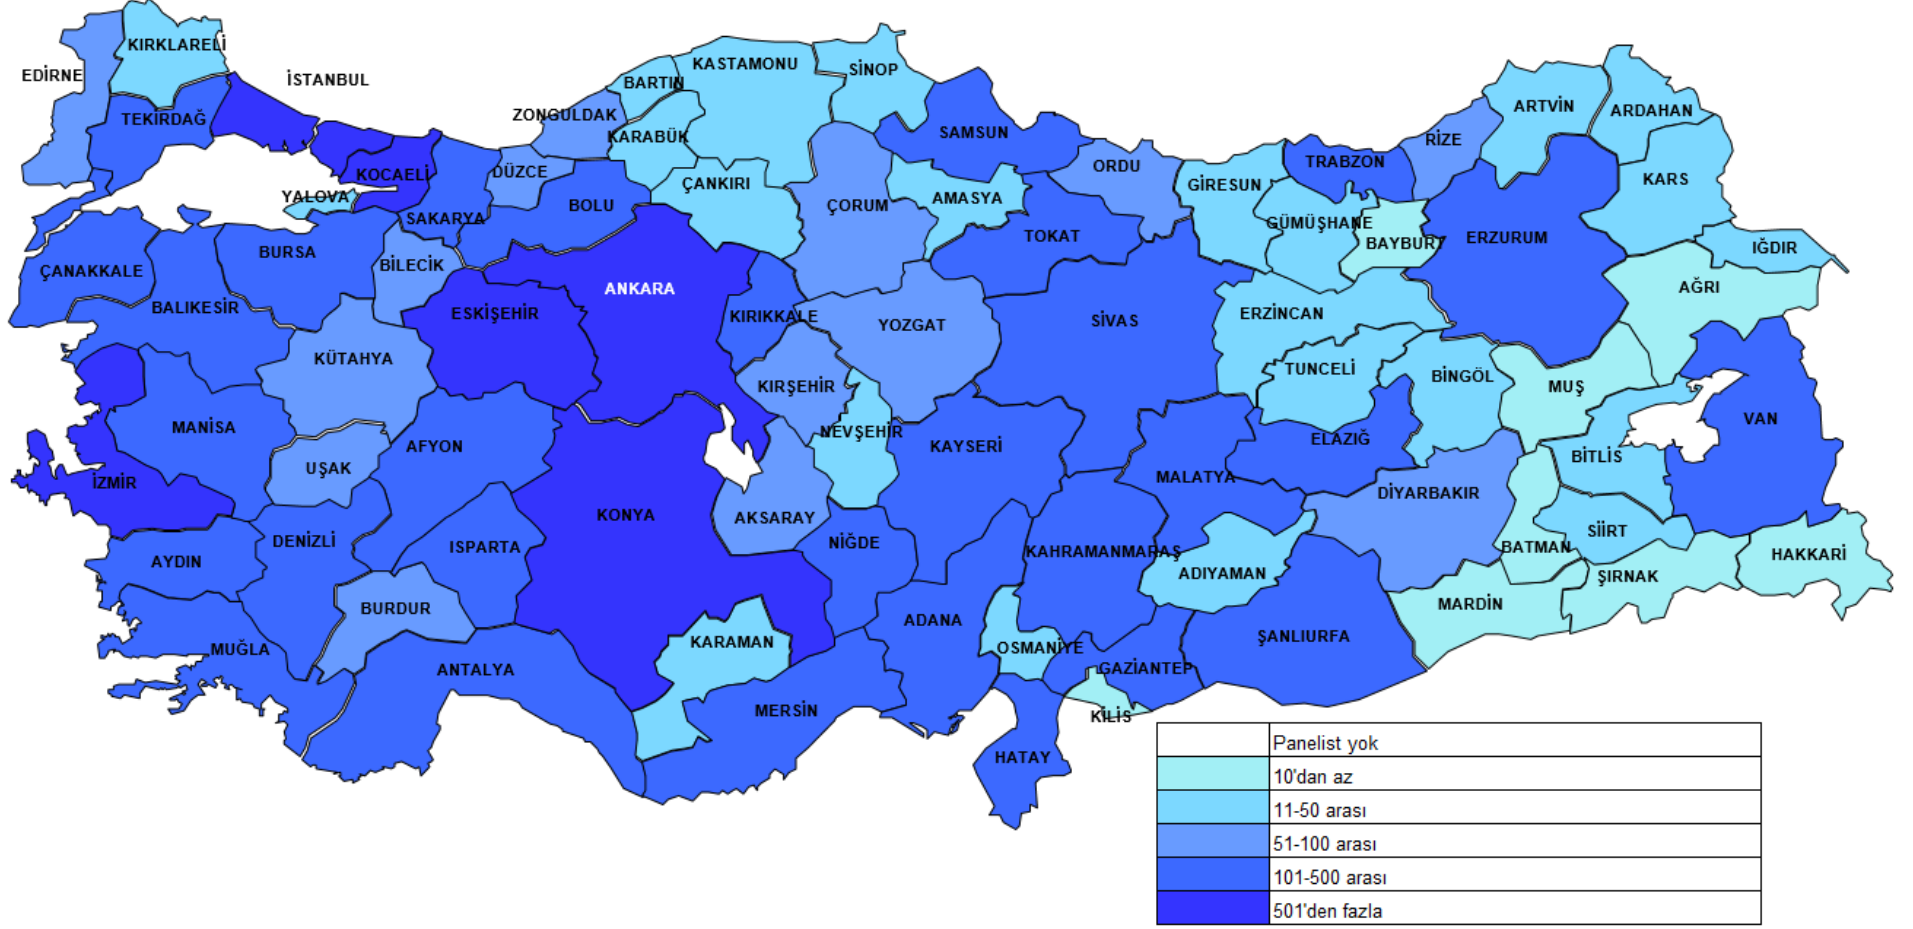 KIRKLARELİ
EDİRNE
İSTANBUL
TEKİRDAĞ
KASTAMONU
SİNOP
BARTIN
ZONGULDAK
KARABÜK
SAMSUN
ARTVİN
ARDAHAN
RİZE
TRABZON
ORDU
KOCAELİ
DÜZCE
ÇANKIRI
GİRESUN
KARS
YALOVA
SAKARYA
BOLU
ÇORUM
AMASYA
GÜMÜŞHANE
BAYBURT
TOKAT
ERZURUM
IĞDIR
BURSA
BİLECİK
ÇANAKKALE
ANKARA
AĞRI
BALIKESİR
ESKİŞEHİR
KIRIKKALE
YOZGAT
SİVAS
ERZİNCAN
KÜTAHYA
TUNCELİ
BİNGÖL
MUŞ
KIRŞEHİR
VAN
MANİSA
AFYON
NEVŞEHİR
KAYSERİ
ELAZIĞ
UŞAK
BİTLİS
İZMİR
MALATYA
DİYARBAKIR
KONYA
AKSARAY
SİİRT
DENİZLİ
ISPARTA
NİĞDE
KAHRAMANMARAŞ
BATMAN
HAKKARİ
AYDIN
ADIYAMAN
ŞIRNAK
BURDUR
MARDİN
ADANA
ŞANLIURFA
MUĞLA
KARAMAN
OSMANİYE
ANTALYA
GAZİANTEP
MERSİN
KİLİS
HATAY
Panelist yok
10'dan az
11-50 arası
51-100 arası
101-500 arası
501'den fazla